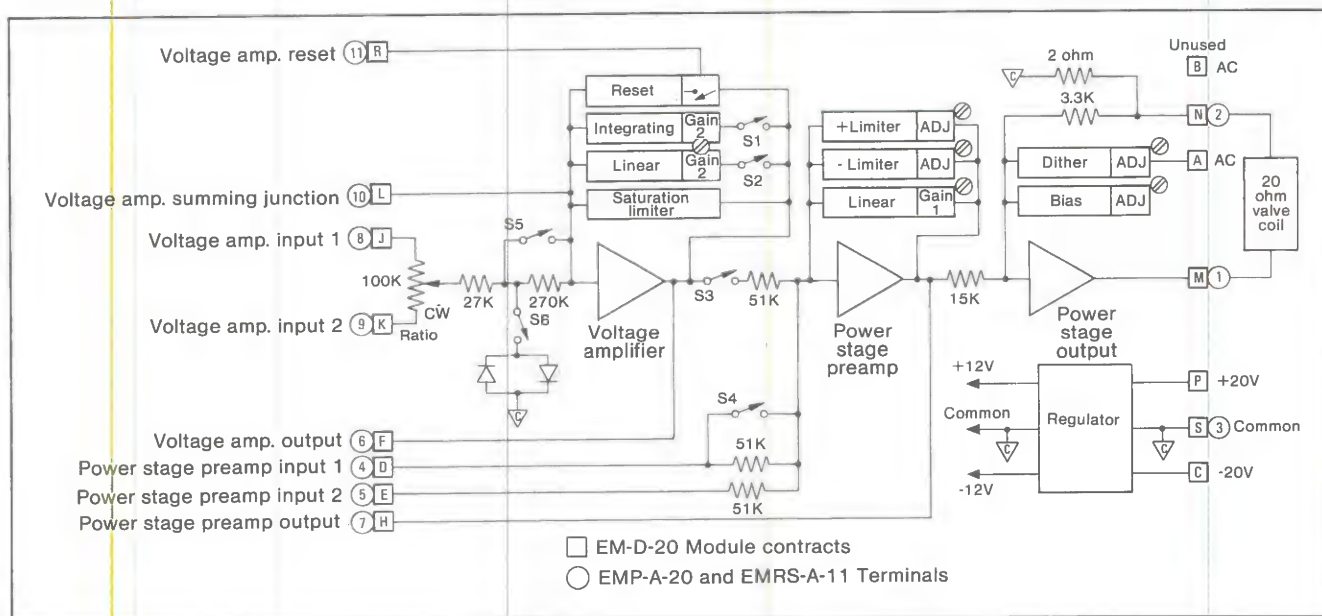 Voltage amp. reset 11 R
Reset
Integrating Gain 2 S1
Linear Gain 2 S2
Saturation limiter
+Limiter ADJ
-Limiter ADJ
Linear Gain 1
2 ohm
C
3.3K
Unused
B AC
N 2
Dither ADJ A AC
Bias ADJ
20 ohm valve coil
M 1
Voltage amp. summing junction 10 L
Voltage amp. input 1 8 J
100K
27K
S5
270K
Voltage amplifier
S3
51K
Power stage preamp
15K
Power stage output
Voltage amp. input 2 9 K
CW
Ratio
S6
C
S4
51K
51K
Voltage amp. output 6 F
Power stage preamp input 1 4 D
Power stage preamp input 2 5 E
Power stage preamp output 7 H
+12V
Common
C
-12V
Regulator
P +20V
C
S 3 Common
C -20V
EM-D-20 Module contracts
EMP-A-20 and EMRS-A-11 Terminals